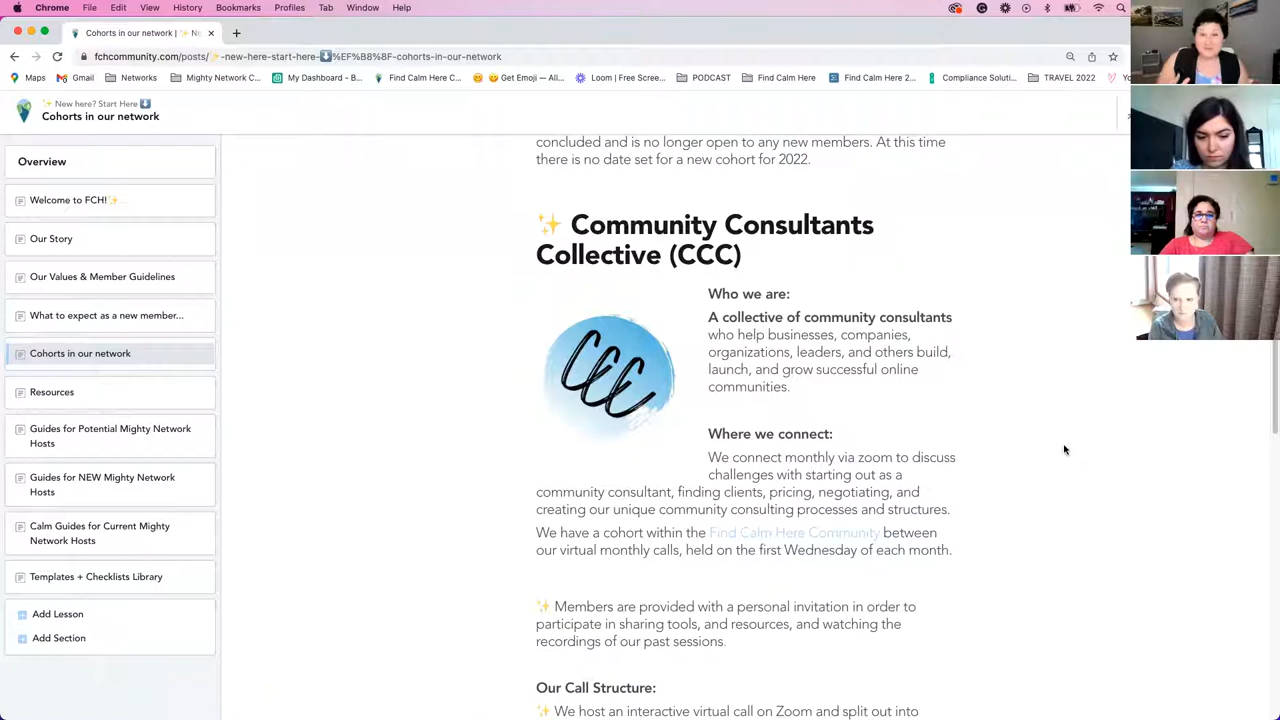 Chrome File Edit View History Bookmarks Profiles Tab Window Help
Cohorts in our network | ✨ Ne
fchcommunity.com/posts/✨-new-here-start-here-⬇️%EF%B8%8F-cohorts-in-our-network
Maps Gmail Networks Mighty Network C... My Dashboard - B... Find Calm Here C... Get Emoji — All... Loom | Free Scree... PODCAST Find Calm Here Find Calm Here 2... Compliance Soluti... TRAVEL 2022
✨ New here? Start Here ⬇️
Cohorts in our network
Overview
Welcome to FCH!✨
Our Story
Our Values & Member Guidelines
What to expect as a new member...
Cohorts in our network
Resources
Guides for Potential Mighty Network
Hosts
Guides for NEW Mighty Network
Hosts
Calm Guides for Current Mighty
Network Hosts
Templates + Checklists Library
Add Lesson
Add Section
concluded and is no longer open to any new members. At this time
there is no date set for a new cohort for 2022.
✨ Community Consultants
Collective (CCC)
CCC
Who we are:
A collective of community consultants
who help businesses, companies,
organizations, leaders, and others build,
launch, and grow successful online
communities.
Where we connect:
We connect monthly via zoom to discuss
challenges with starting out as a
community consultant, finding clients, pricing, negotiating, and
creating our unique community consulting processes and structures.
We have a cohort within the Find Calm Here Community between
our virtual monthly calls, held on the first Wednesday of each month.
✨ Members are provided with a personal invitation in order to
participate in sharing tools, and resources, and watching the
recordings of our past sessions.
Our Call Structure:
✨ We host an interactive virtual call on Zoom and split out into